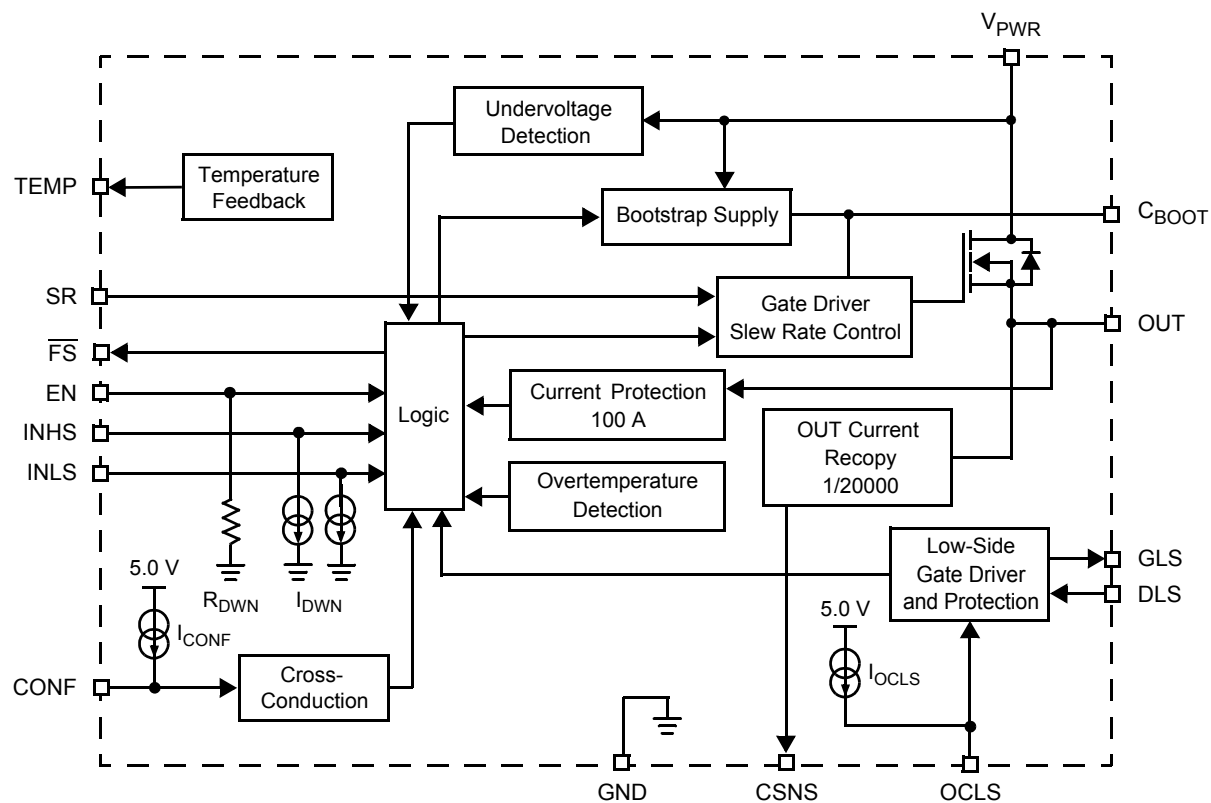 VPWR
Undervoltage
Detection
TEMP
Temperature
Feedback
Bootstrap Supply
CBOOT
SR
Gate Driver
Slew Rate Control
OUT
FS
EN
Logic
Current Protection
100 A
INHS
OUT Current
Recopy
1/20000
INLS
Overtemperature
Detection
Low-Side
Gate Driver
and Protection
GLS
DLS
5.0 V
RDWN
IDWN
5.0 V
ICONF
IOCLS
CONF
Cross-
Conduction
GND
CSNS
OCLS